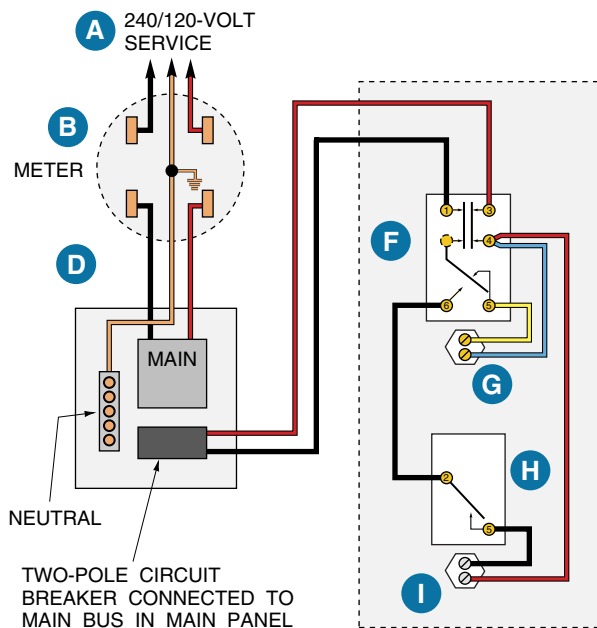 A
240/120-VOLT
SERVICE
B
METER
D
MAIN
NEUTRAL
TWO-POLE CIRCUIT
BREAKER CONNECTED TO
MAIN BUS IN MAIN PANEL
F
1
3
4
6
5
G
H
2
5
I